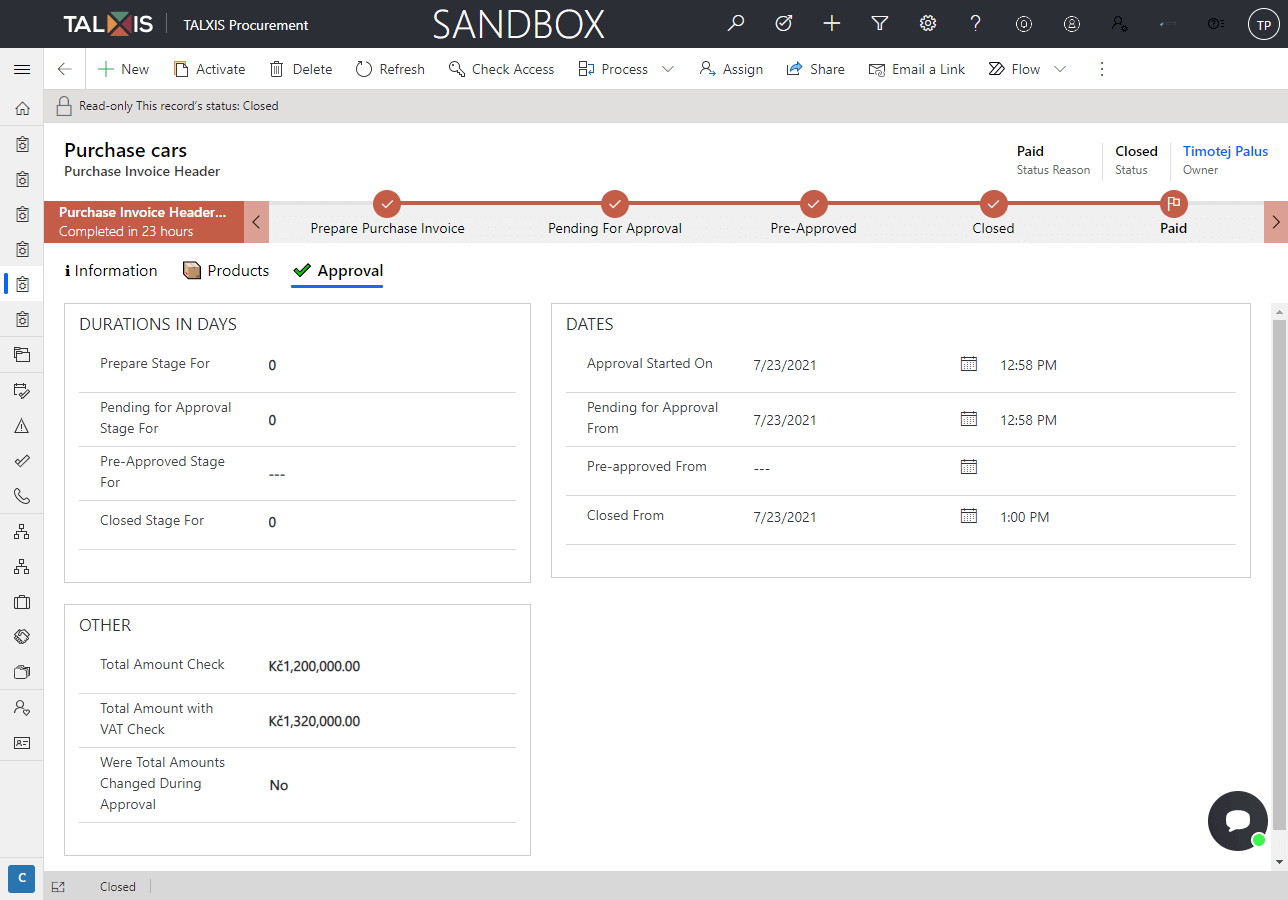 TALXIS
TALXIS Procurement
SANDBOX
TP
New
Activate
Delete
Refresh
Check Access
Process
Assign
Share
Email a Link
Flow
Read-only This record's status: Closed
Purchase cars
Purchase Invoice Header
Paid
Status Reason
Closed
Status
Timotej Palus
Owner
Purchase Invoice Header...
Completed in 23 hours
Prepare Purchase Invoice
Pending For Approval
Pre-Approved
Closed
Paid
Information
Products
Approval
DURATIONS IN DAYS
Prepare Stage For
0
Pending for Approval
Stage For
0
Pre-Approved Stage
For
---
Closed Stage For
0
DATES
Approval Started On
7/23/2021
12:58 PM
Pending for Approval
From
7/23/2021
12:58 PM
Pre-approved From
---
Closed From
7/23/2021
1:00 PM
OTHER
Total Amount Check
Kč1,200,000.00
Total Amount with
VAT Check
Kč1,320,000.00
Were Total Amounts
Changed During
Approval
No
C
Closed